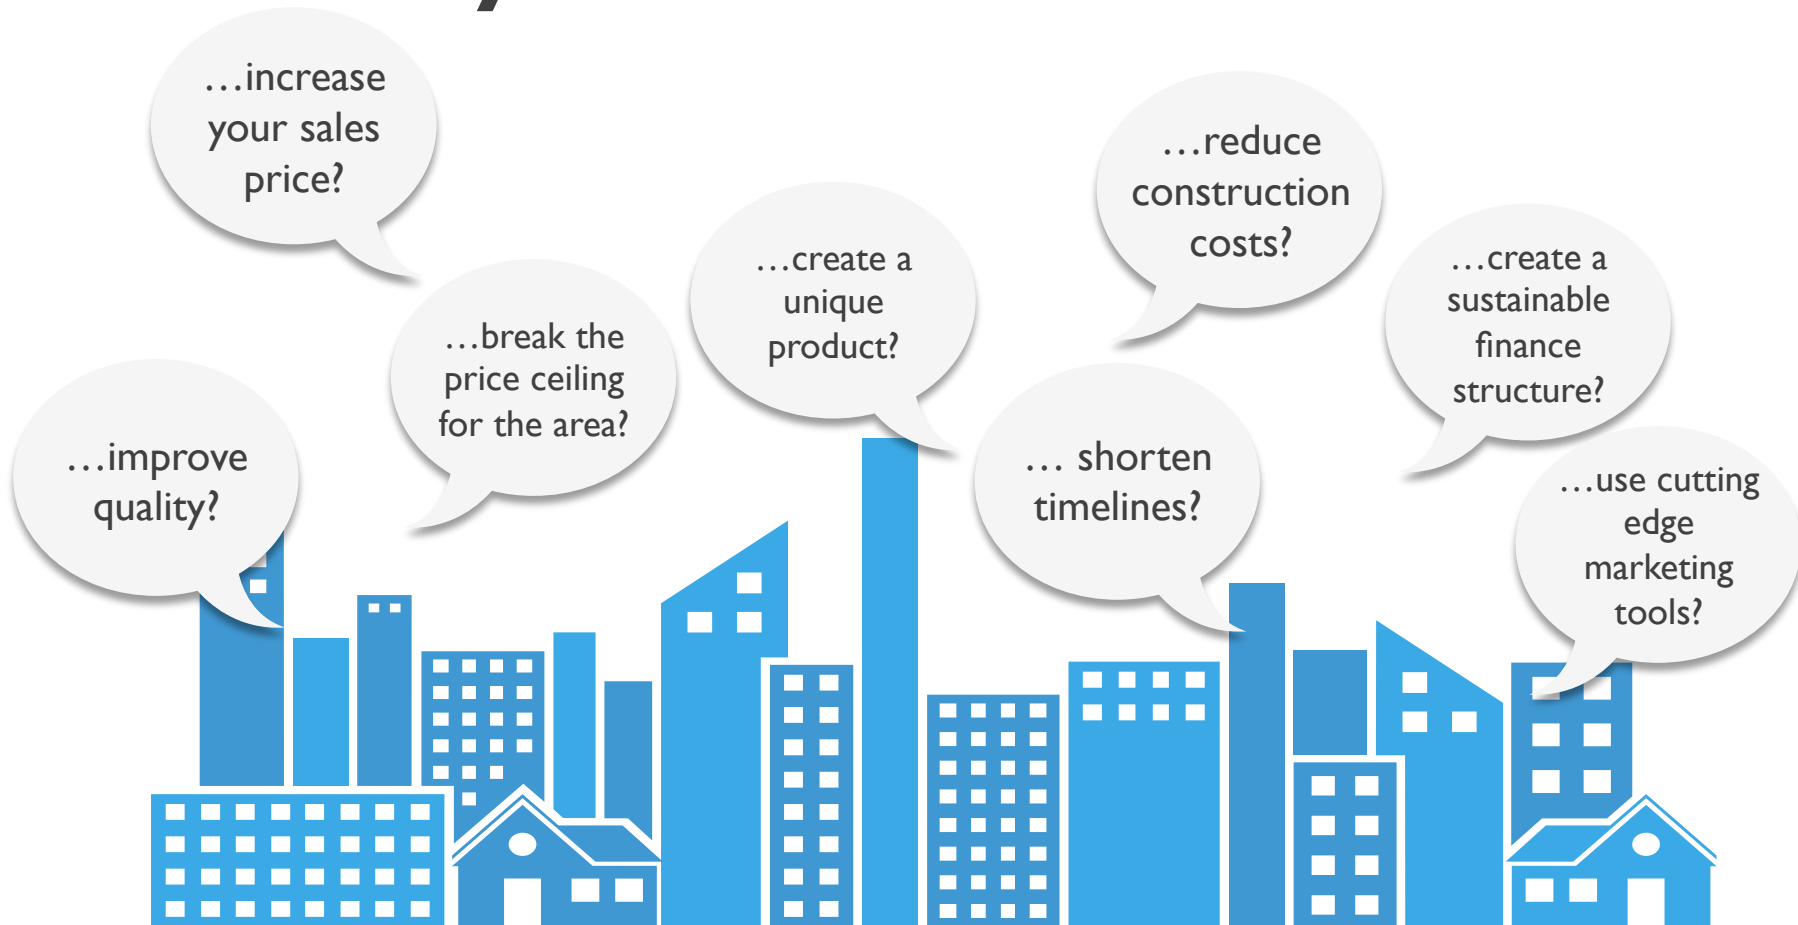 …increase
your sales
price?
…reduce
construction
costs?
…create a
unique
product?
…create a
sustainable
finance
structure?
…break the
price ceiling
for the area?
…improve
quality?
… shorten
timelines?
…use cutting
edge
marketing
tools?